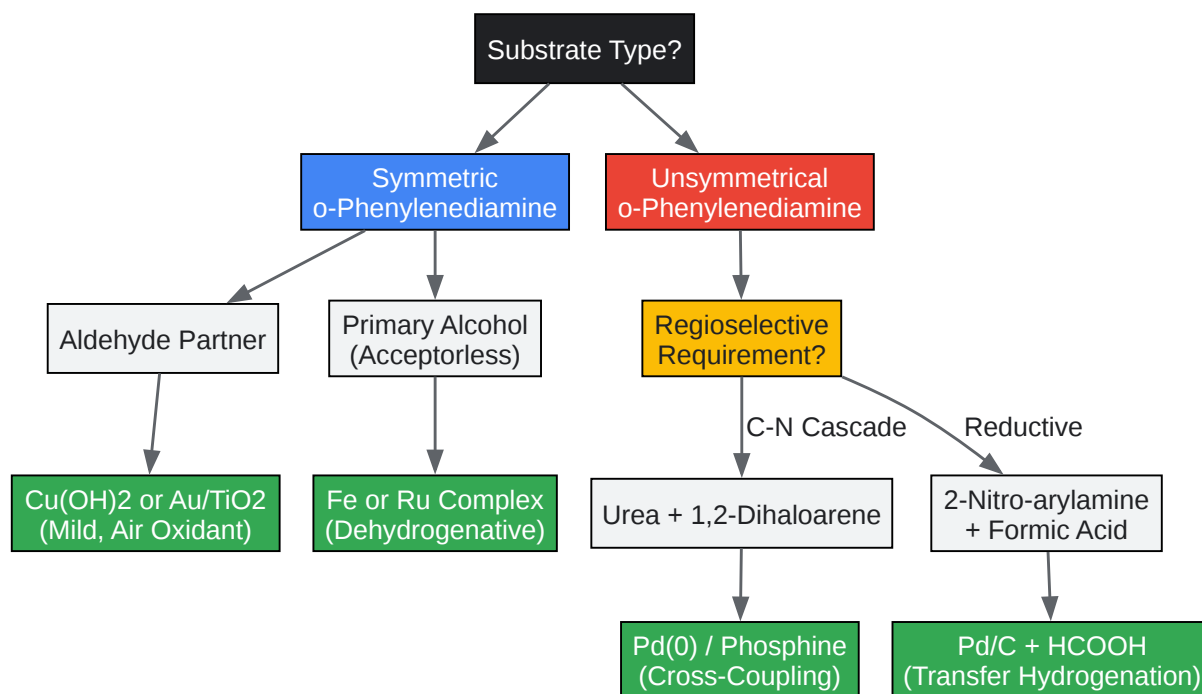 Substrate Type?
Symmetric
o-Phenylenediamine
Unsymmetrical
o-Phenylenediamine
Aldehyde Partner
Primary Alcohol
(Acceptorless)
Regioselective
Requirement?
C-N Cascade
Reductive
Cu(OH)2 or Au/TiO2
(Mild, Air Oxidant)
Fe or Ru Complex
(Dehydrogenative)
Urea + 1,2-Dihaloarene
2-Nitro-arylamine
+ Formic Acid
Pd(0) / Phosphine
(Cross-Coupling)
Pd/C + HCOOH
(Transfer Hydrogenation)